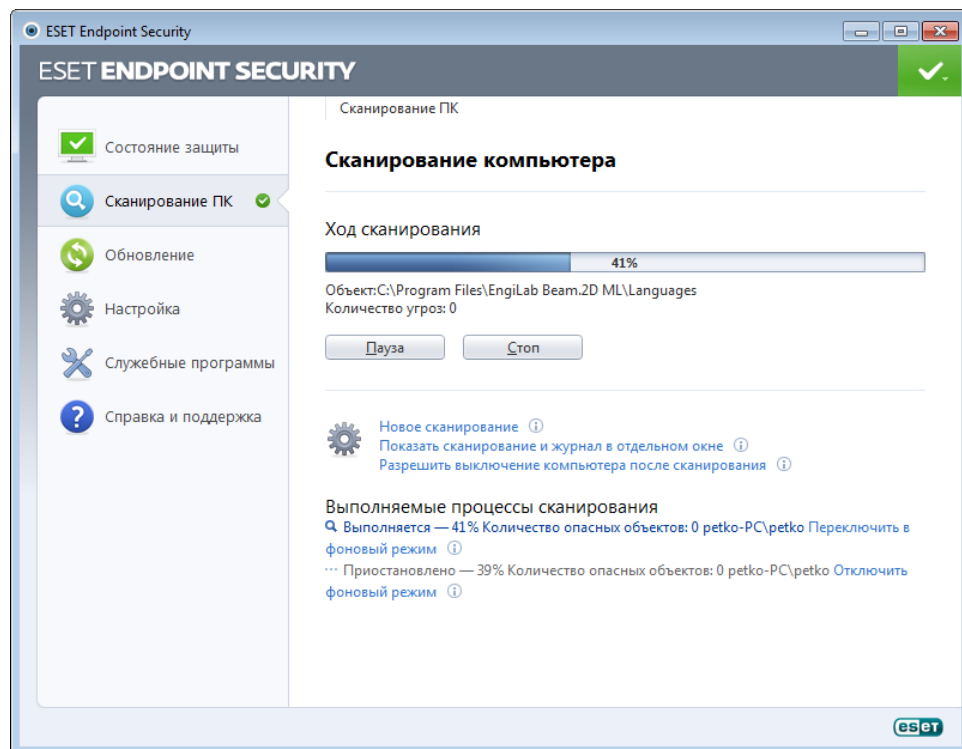 ESET Endpoint Security
ESET ENDPOINT SECURITY
Сканирование ПК
Состояние защиты
Сканирование ПК
Обновление
Настройка
Служебные программы
Справка и поддержка
Сканирование компьютера
Ход сканирования
41%
Объект:C:\Program Files\EngiLab Beam.2D ML\Languages
Количество угроз: 0
Пауза
Стоп
Новое сканирование
Показать сканирование и журнал в отдельном окне
Разрешить выключение компьютера после сканирования
Выполняемые процессы сканирования
Выполняется — 41% Количество опасных объектов: 0 petko-PC\petko Переключить в
фоновый режим
... Приостановлено — 39% Количество опасных объектов: 0 petko-PC\petko Отключить
фоновый режим
eset